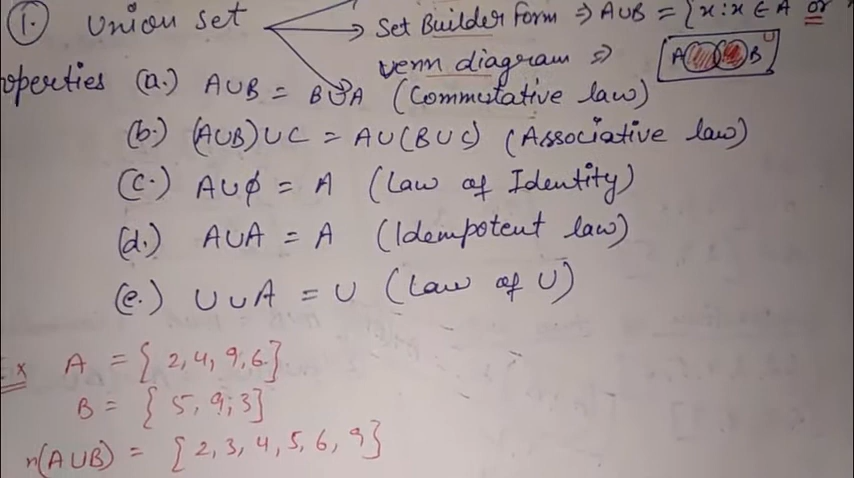 1. Union set
Set Builder Form ⇒ A∪B = {x : x ∈ A or
venn diagram ⇒
A B U
operties (a.) A∪B = B∪A (Commutative law)
(b.) (A∪B)∪C = A∪(B∪C) (Associative law)
(c.) A∪ϕ = A (Law of Identity)
(d.) A∪A = A (Idempotent law)
(e.) U∪A = U (Law of U)
Ex A = {2, 4, 9, 6}
B = {5, 9, 3}
n(A∪B) = {2, 3, 4, 5, 6, 9}